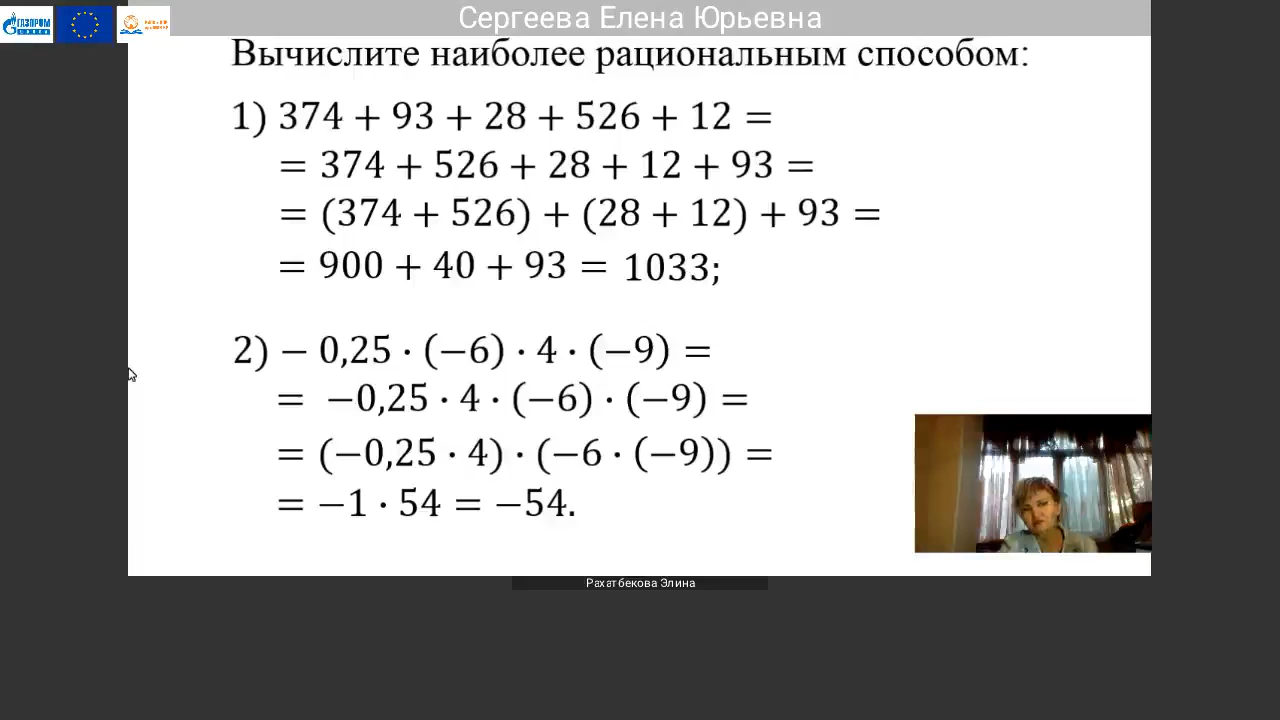 Сергеева Елена Юрьевна
ГАЗПРОМ
Вычислите наиболее рациональным способом:
1) 374 + 93 + 28 + 526 + 12 =
= 374 + 526 + 28 + 12 + 93 =
= (374 + 526) + (28 + 12) + 93 =
= 900 + 40 + 93 = 1033;
2) − 0,25 · (−6) · 4 · (−9) =
= −0,25 · 4 · (−6) · (−9) =
= (−0,25 · 4) · (−6 · (−9)) =
= −1 · 54 = −54.
Рахатбекова Элина